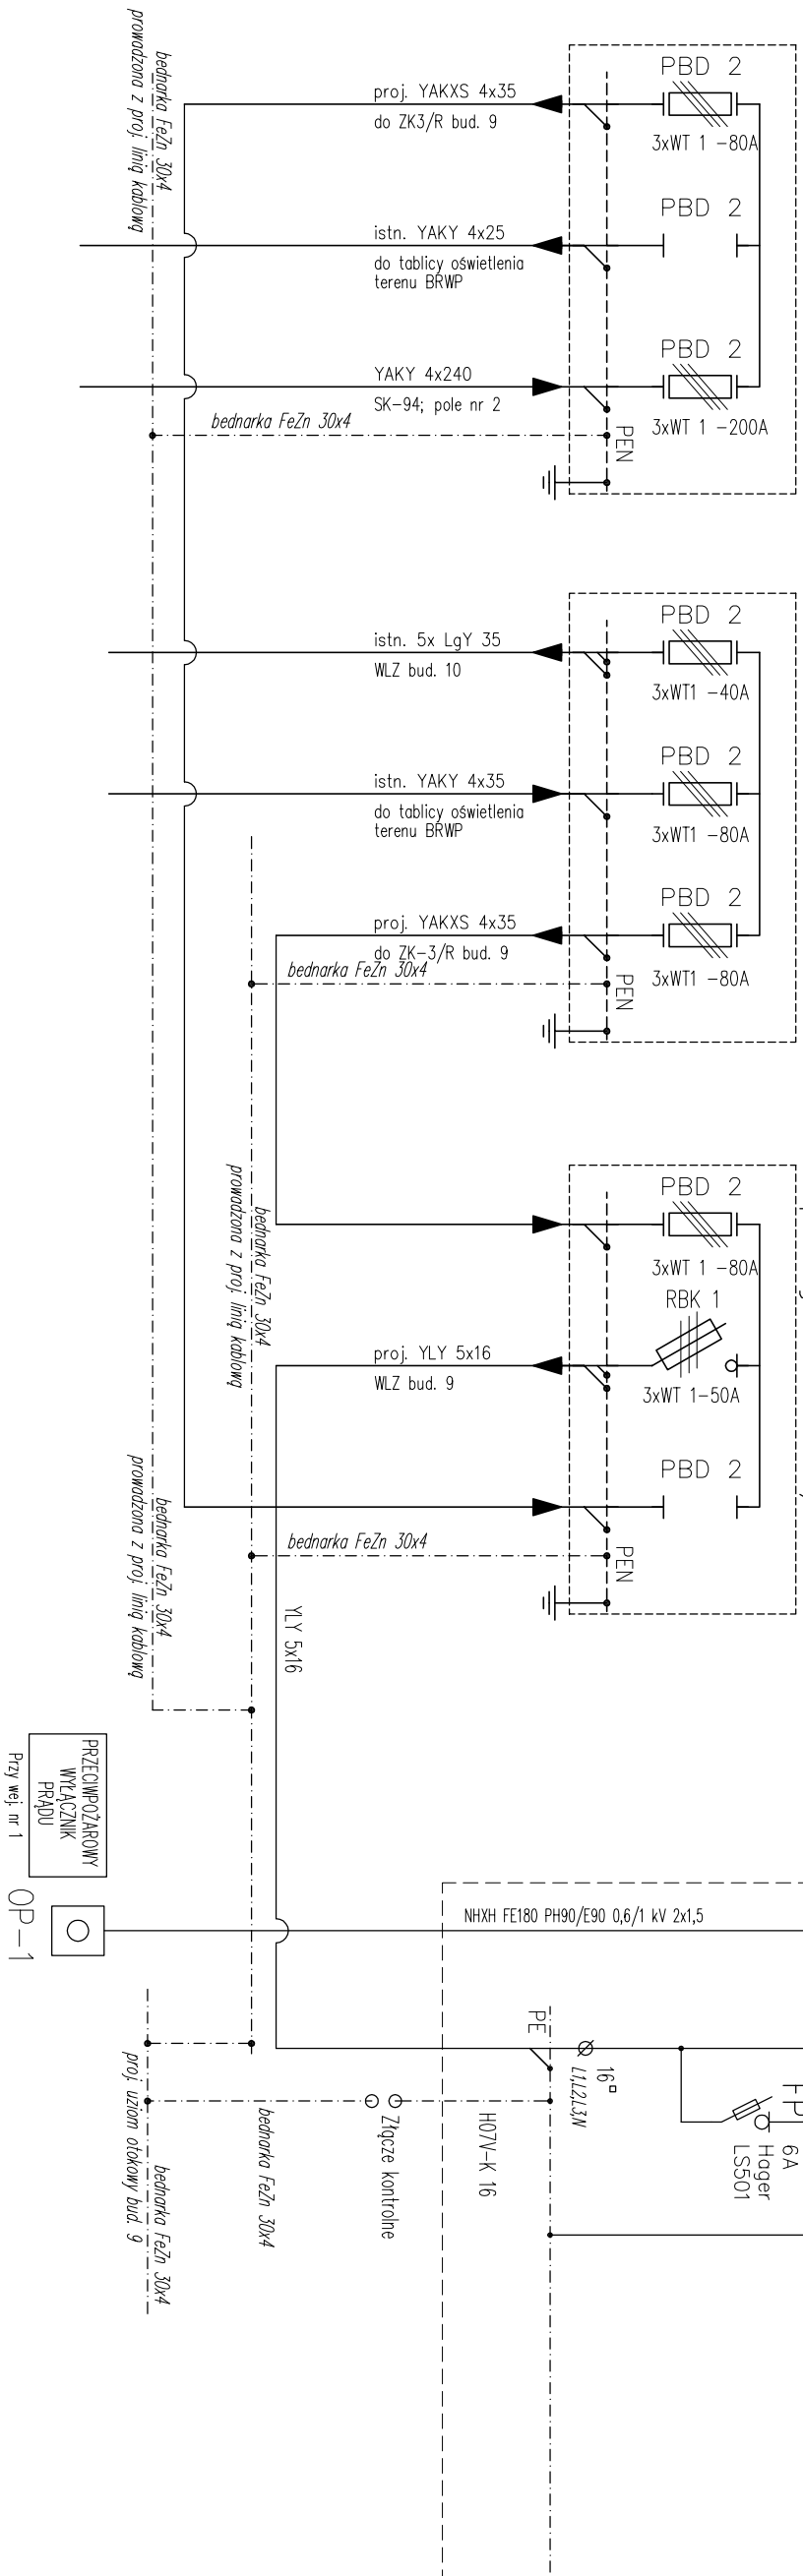 PBD 2
proj. YAKXS 4x35
do ZK3/R bud. 9
3xWT 1 -80A
bednarka FeZn 30x4
prowadzona z proj. linią kablową
PBD 2
istn. YAKY 4x25
do tablicy oświetlenia
terenu BRWP
PBD 2
YAKY 4x240
SK-94; pole nr 2
3xWT 1 -200A
bednarka FeZn 30x4
PEN
PBD 2
istn. 5x LgY 35
WLZ bud. 10
3xWT1 -40A
PBD 2
istn. YAKY 4x35
do tablicy oświetlenia
terenu BRWP
3xWT1 -80A
PBD 2
proj. YAKXS 4x35
do ZK-3/R bud. 9
3xWT1 -80A
bednarka FeZn 30x4
PEN
bednarka FeZn 30x4
prowadzona z proj. linią kablową
PBD 2
3xWT 1 -80A
RBK 1
proj. YLY 5x16
WLZ bud. 9
3xWT 1-50A
PBD 2
bednarka FeZn 30x4
prowadzona z proj. linią kablową
bednarka FeZn 30x4
PEN
YLY 5x16
PRZECIWPOŻAROWY
WYŁĄCZNIK
PRĄDU
Przy wej. nr 1
OP-1
NHXH FE180 PH90/E90 0,6/1 kV 2x1,5
PE
16
L1,L2,L3,N
6A
Hager
LS501
H07V-K 16
Złącze kontrolne
bednarka FeZn 30x4
bednarka FeZn 30x4
proj. uziom otokowy bud. 9